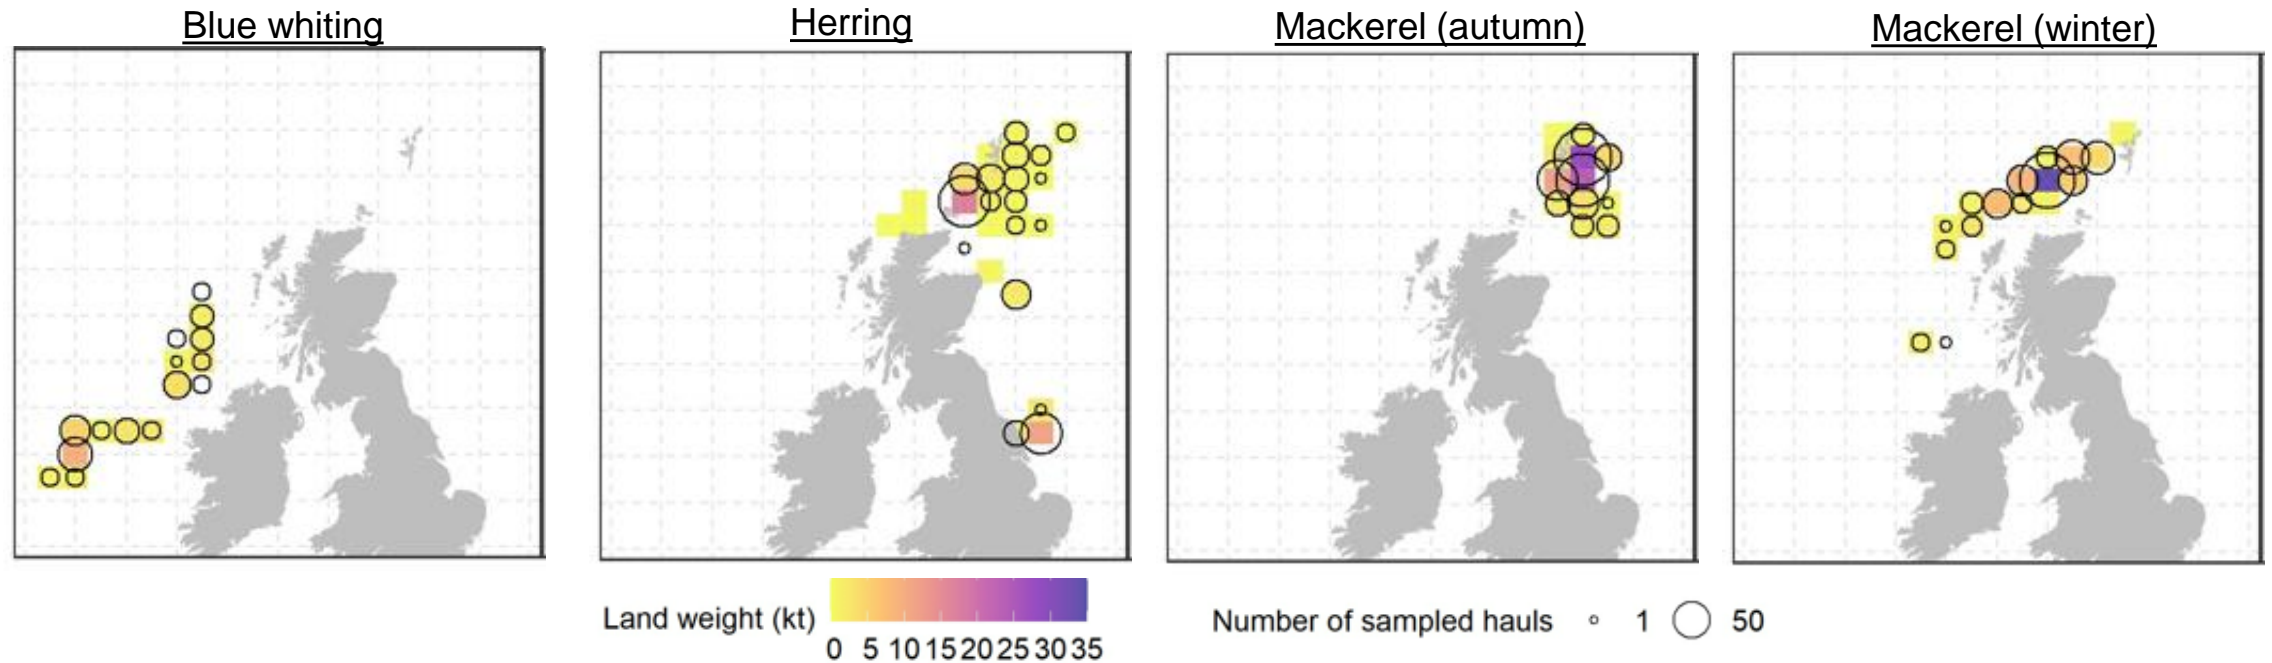 Blue whiting
Herring
Mackerel (autumn)
Mackerel (winter)
Land weight (kt)
0 5 10 15 20 25 30 35
Number of sampled hauls 1 50